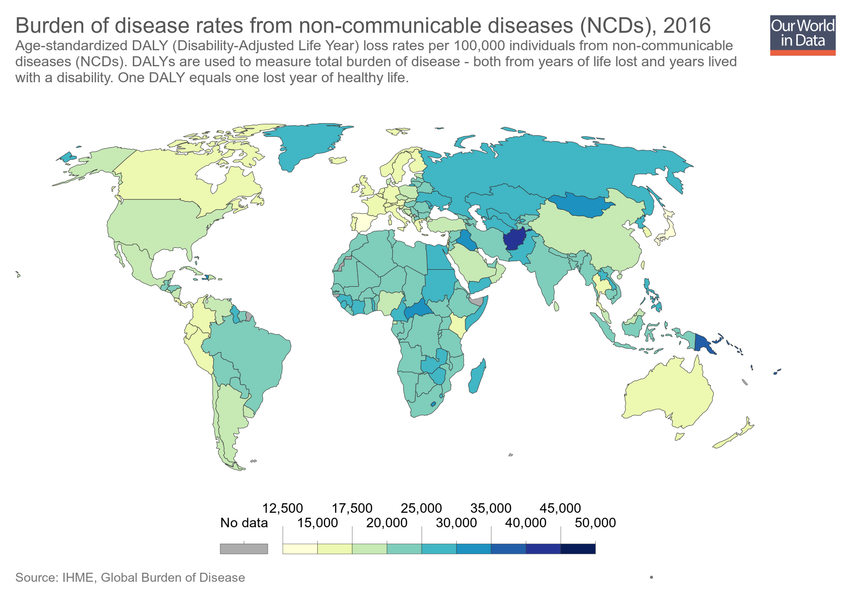 Burden of disease rates from non-communicable diseases (NCDs), 2016
Our World
in Data
Age-standardized DALY (Disability-Adjusted Life Year) loss rates per 100,000 individuals from non-communicable
diseases (NCDs). DALYs are used to measure total burden of disease - both from years of life lost and years lived
with a disability. One DALY equals one lost year of healthy life.
12,500 17,500 25,000 35,000 45,000
No data 15,000 20,000 30,000 40,000 50,000
Source: IHME, Global Burden of Disease